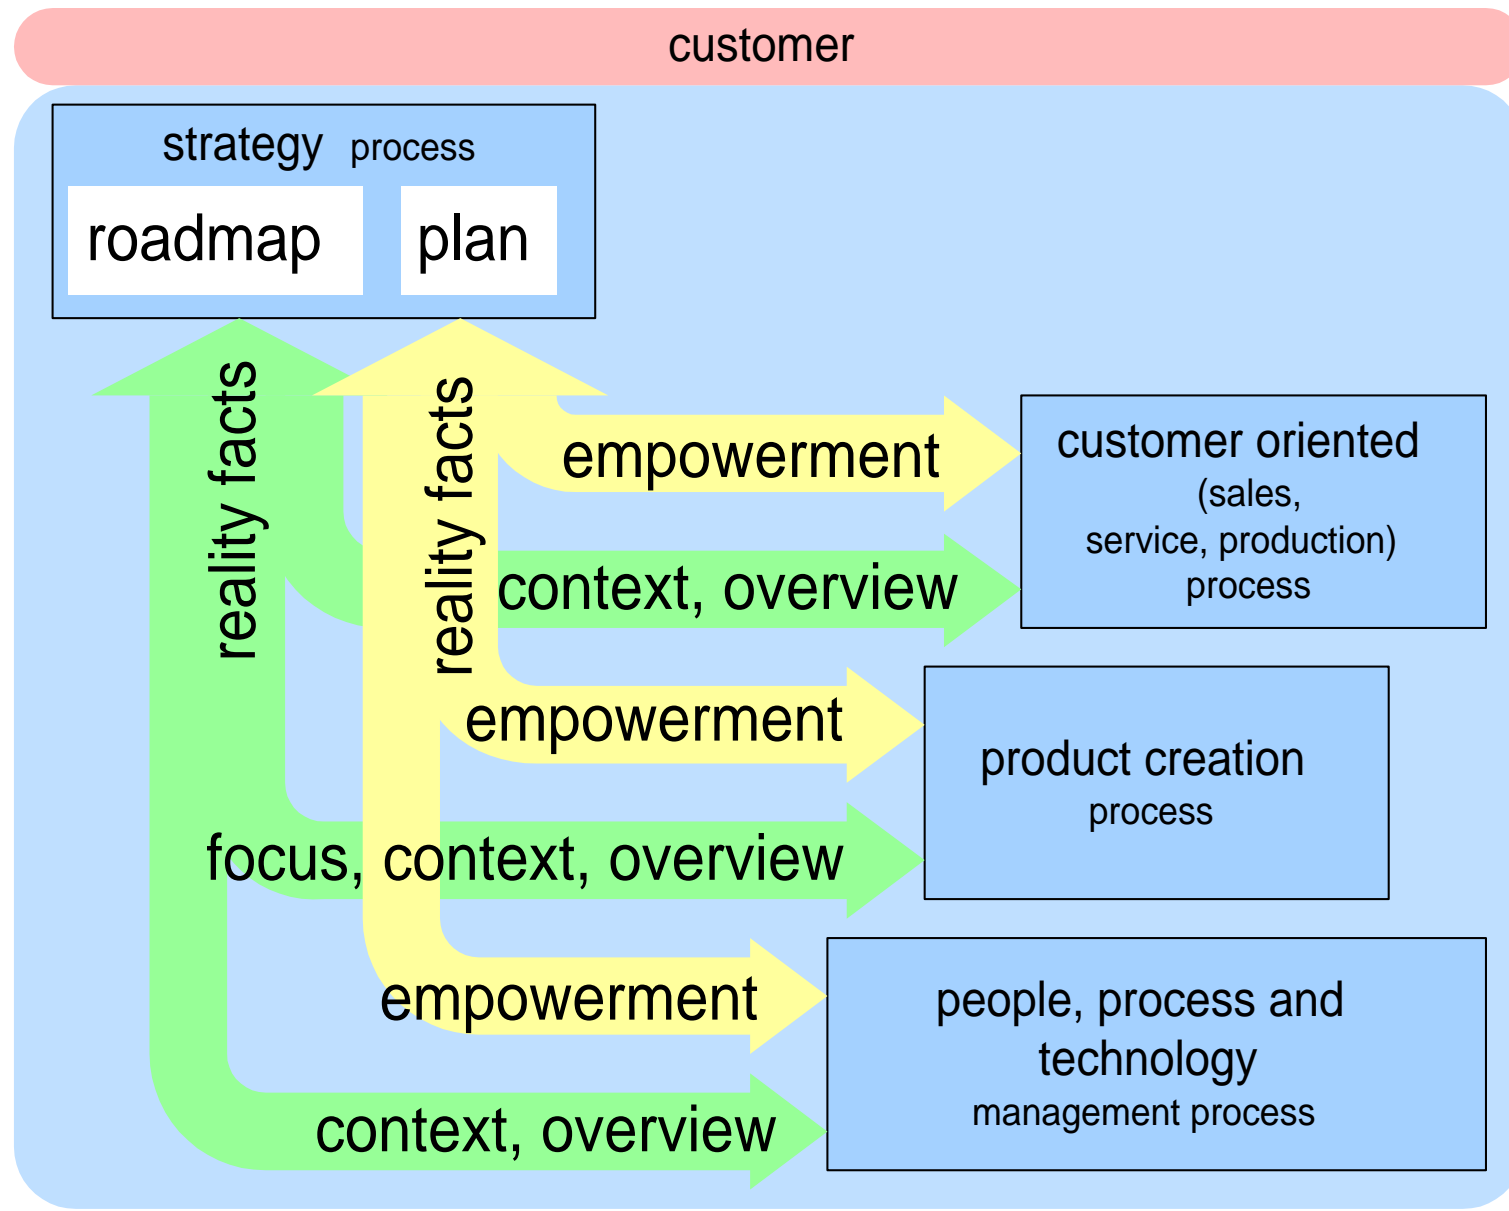 customer
strategy process
roadmap
plan
reality facts
reality facts
empowerment
customer oriented
(sales,
service, production)
process
context, overview
empowerment
product creation
process
focus, context, overview
empowerment
people, process and
technology
management process
context, overview